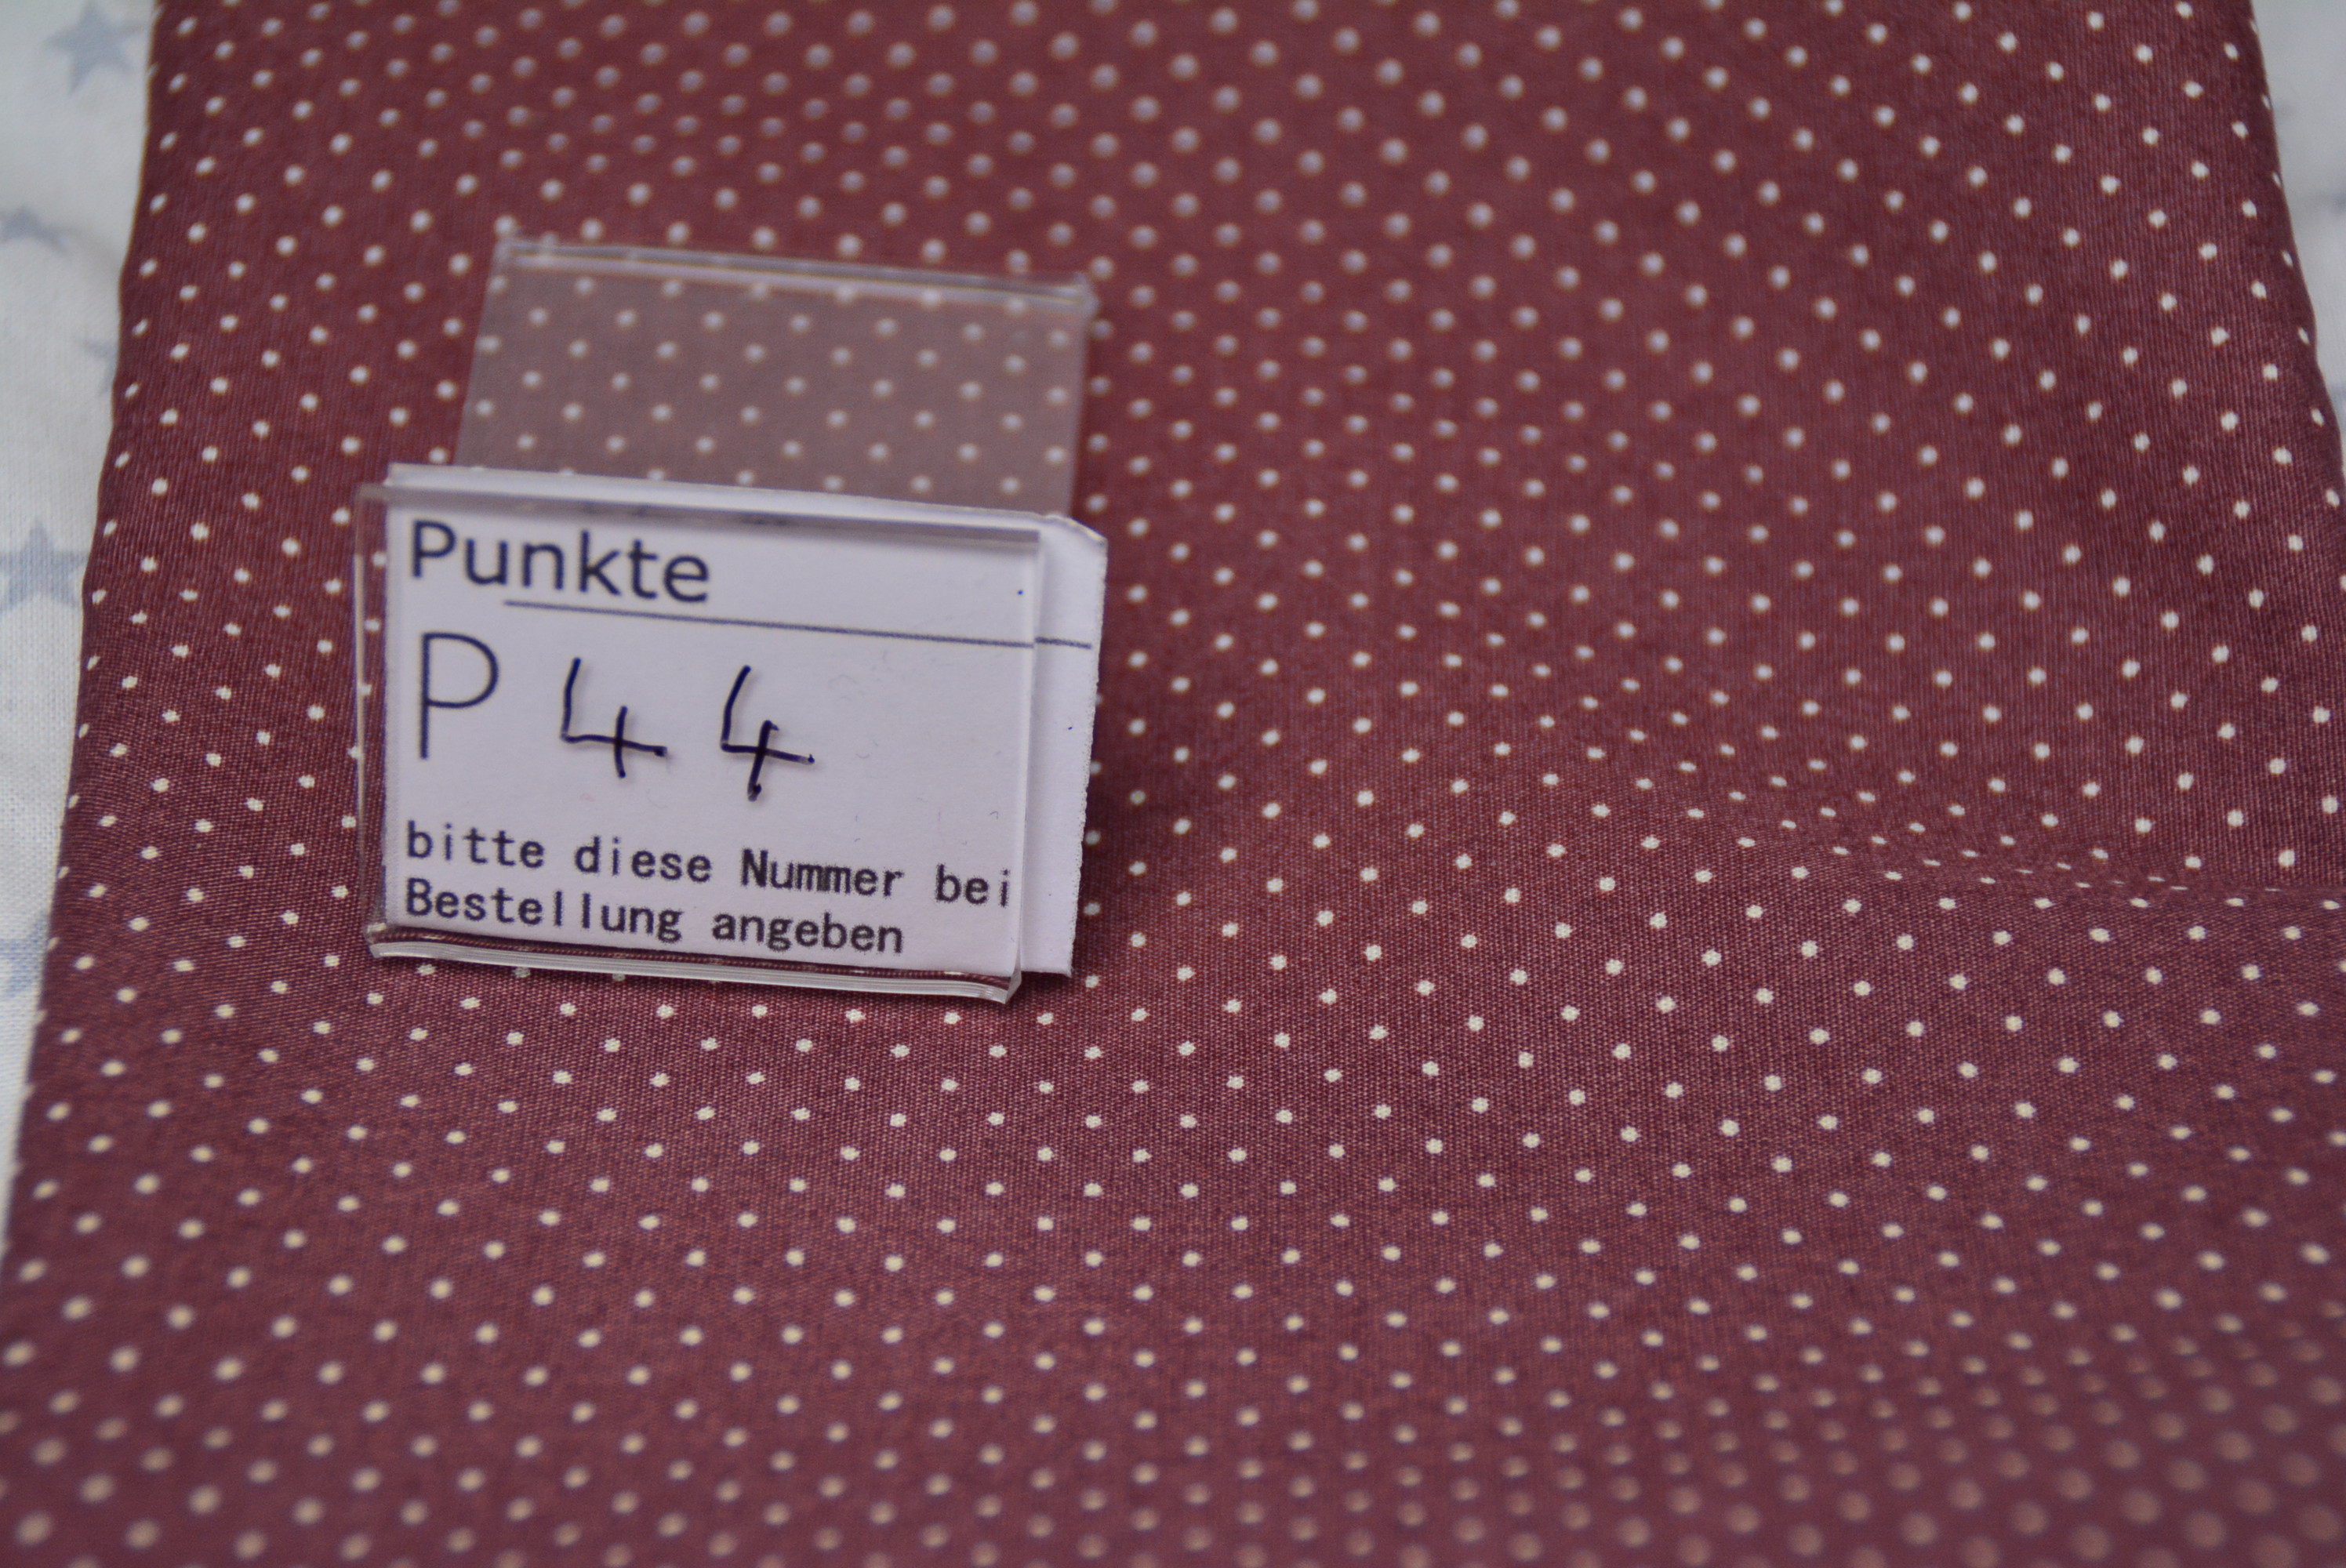 Punkte
P 44
bitte diese Nummer bei
Bestellung angeben